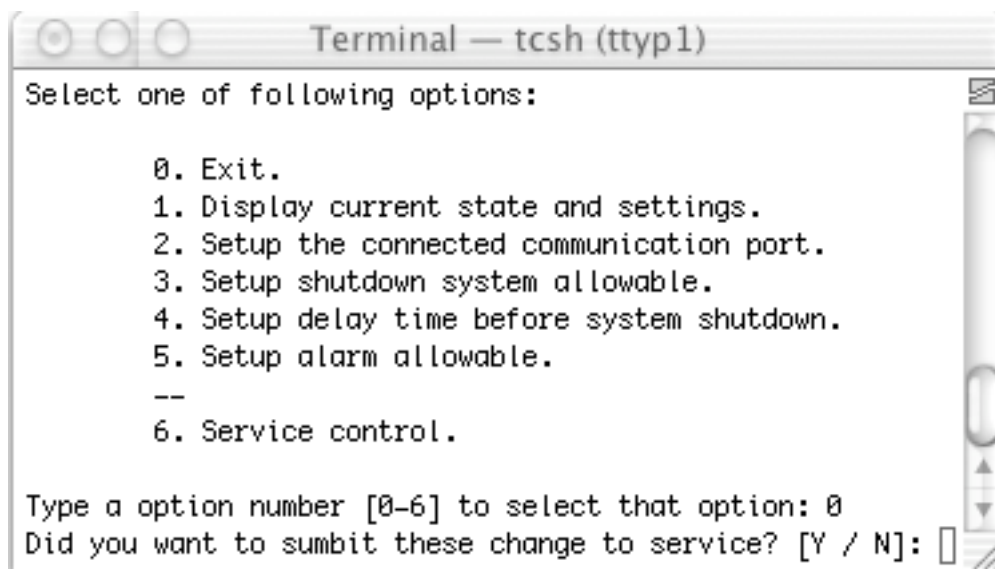 Terminal — tcsh (ttyp1)
Select one of following options:
0. Exit.
1. Display current state and settings.
2. Setup the connected communication port.
3. Setup shutdown system allowable.
4. Setup delay time before system shutdown.
5. Setup alarm allowable.
--
6. Service control.
Type a option number [0-6] to select that option: 0
Did you want to sumbit these change to service? [Y / N]: